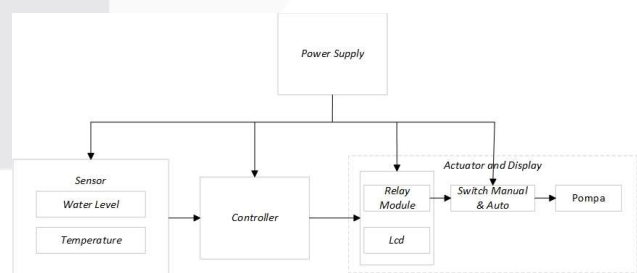 Power Supply
Sensor
Water Level
Temperature
Controller
Actuator and Display
Relay
Module
Lcd
Switch Manual
& Auto
Pompa